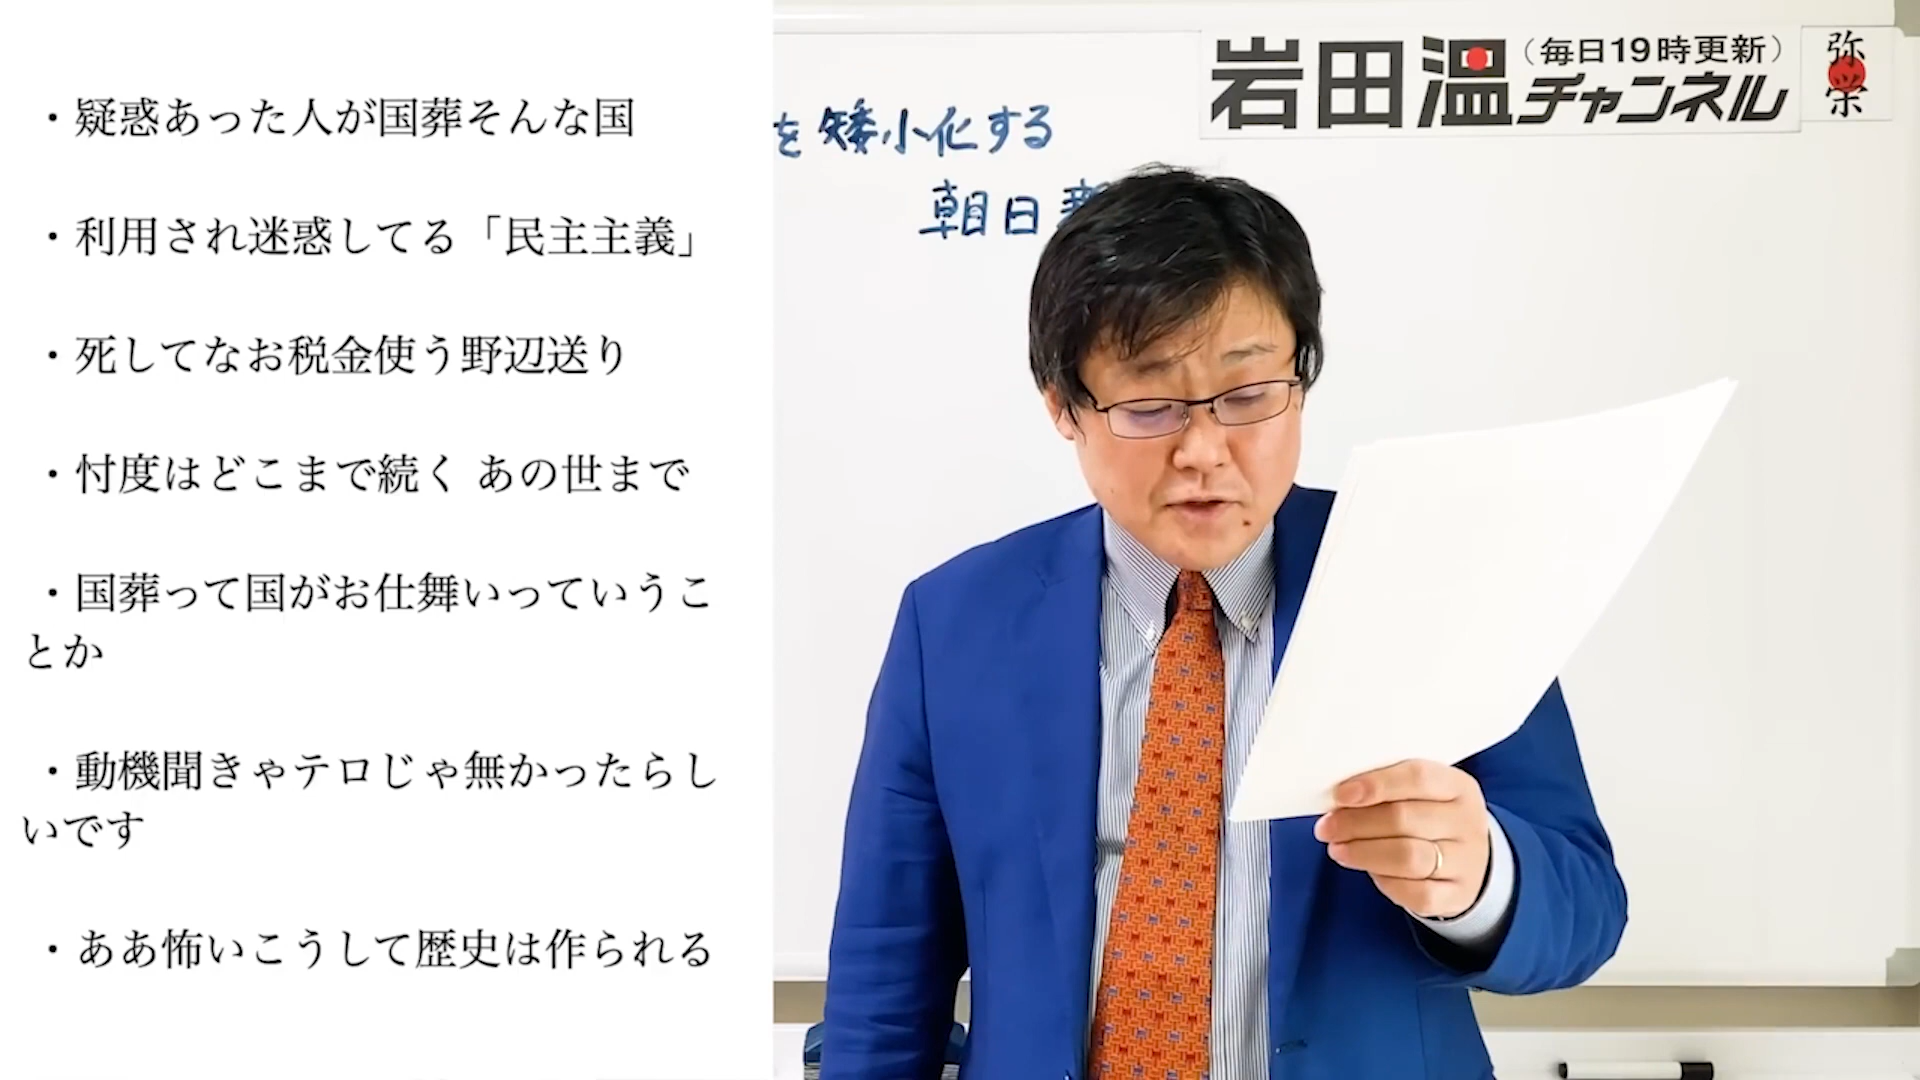 ・疑惑あった人が国葬そんな国
・利用され迷惑してる「民主主義」
・死してなお税金使う野辺送り
・忖度はどこまで続く あの世まで
・国葬って国がお仕舞いっていうこ
とか
・動機聞きゃテロじゃ無かったらし
いです
・ああ怖いこうして歴史は作られる
岩田温(毎日19時更新)
チャンネル
弥栄
を矮小化する
朝日